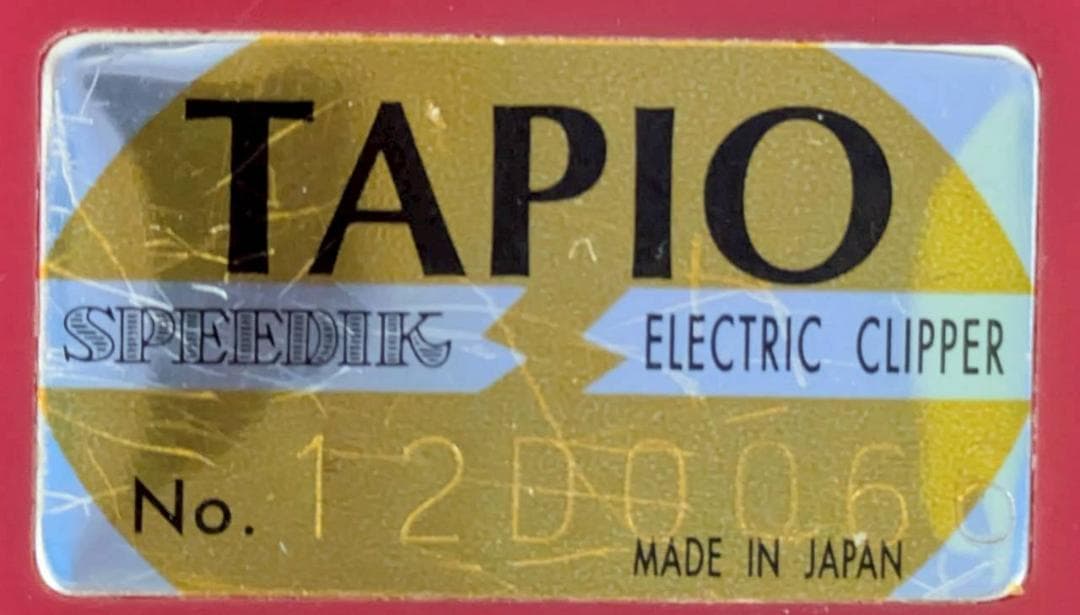 TAPIO
SPEEDIK ELECTRIC CLIPPER
No. 12D0060
MADE IN JAPAN